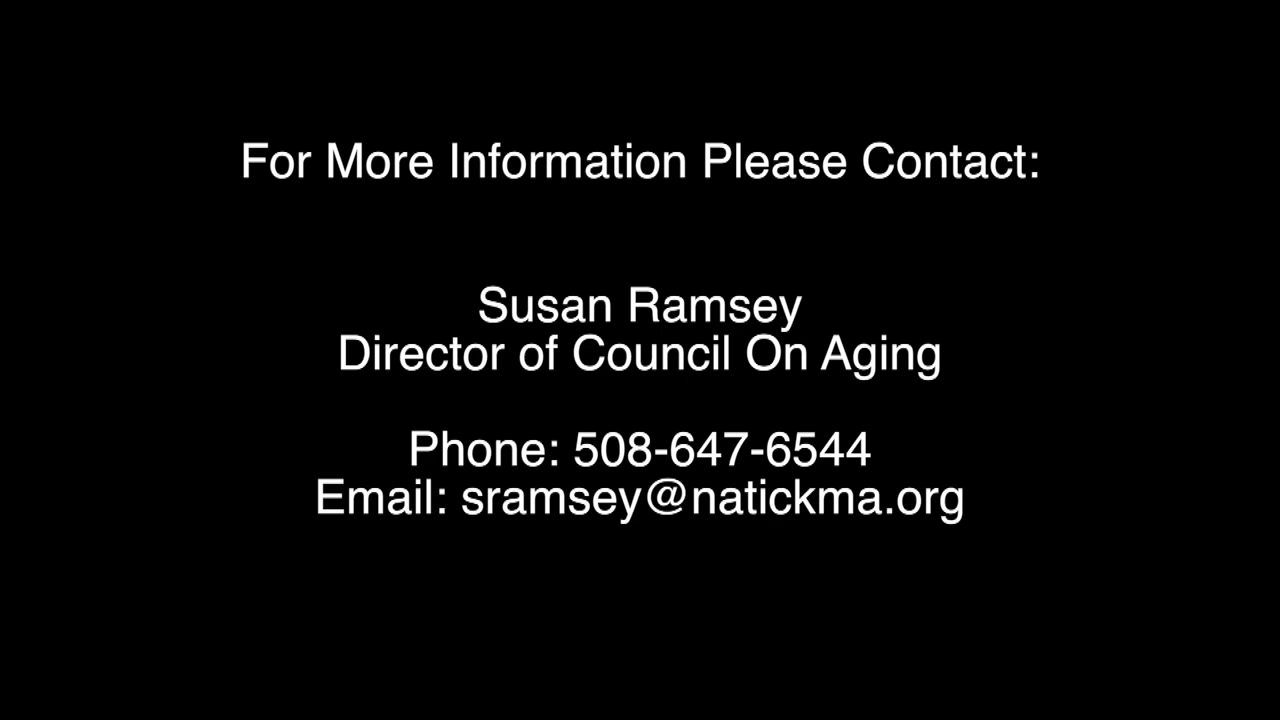 For More Information Please Contact:
Susan Ramsey
Director of Council On Aging
Phone: 508-647-6544
Email: sramsey@natickma.org